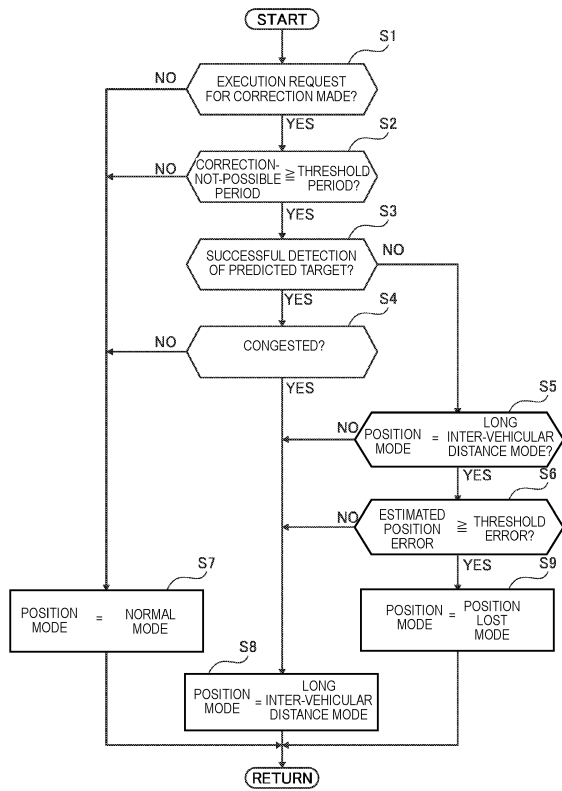 START
S1
EXECUTION REQUEST
FOR CORRECTION MADE?
NO
YES
S2
CORRECTION-
NOT-POSSIBLE
PERIOD
≧
THRESHOLD
PERIOD?
NO
YES
S3
SUCCESSFUL DETECTION
OF PREDICTED TARGET?
NO
YES
S4
CONGESTED?
NO
YES
S5
POSITION
MODE
=
LONG
INTER-VEHICULAR
DISTANCE MODE?
NO
YES
S6
ESTIMATED
POSITION
ERROR
≧
THRESHOLD
ERROR?
NO
YES
S7
POSITION
MODE
=
NORMAL
MODE
S9
POSITION
MODE
=
POSITION
LOST
MODE
S8
POSITION
MODE
=
LONG
INTER-VEHICULAR
DISTANCE MODE
RETURN